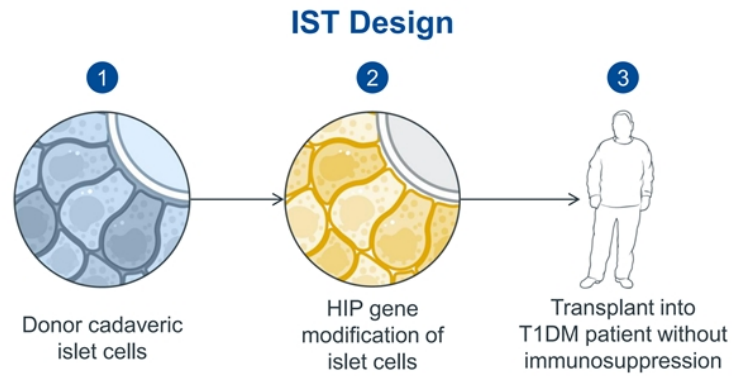 IST Design
1
2
3
Donor cadaveric
islet cells
HIP gene
modification of
islet cells
Transplant into
T1DM patient without
immunosuppression